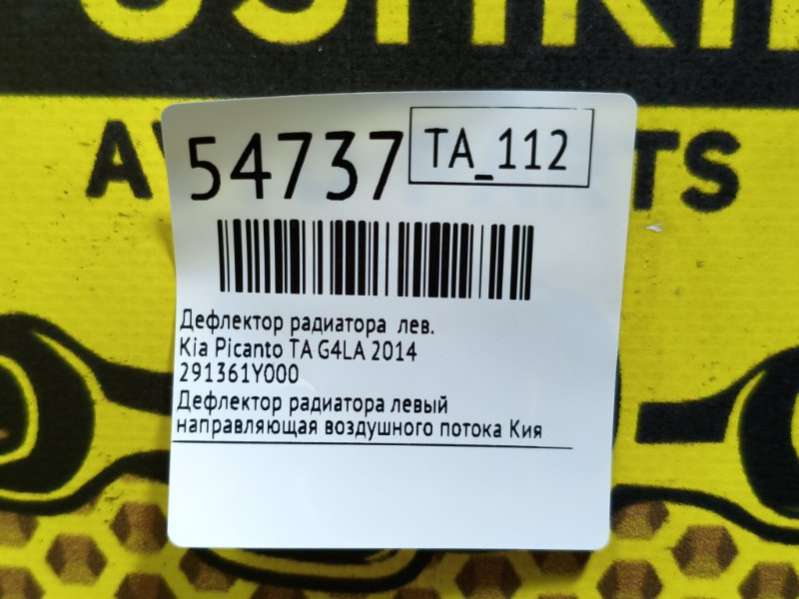 54737
TA_112
Дефлектор радиатора лев.
Kia Picanto TA G4LA 2014
291361Y000
Дефлектор радиатора левый
направляющая воздушного потока Кия